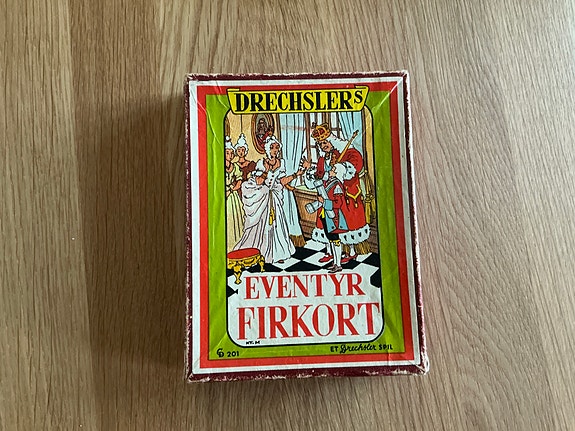 DRECHSLERS
EVENTYR
FIRKORT
201 ET Drechsler SPIL